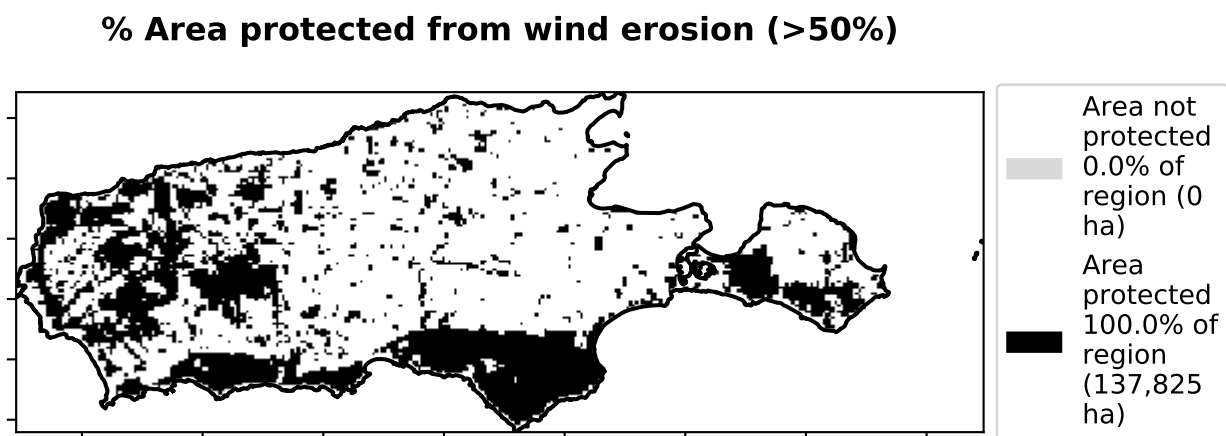 % Area protected from wind erosion (>50%)
Area not
protected
0.0% of
region (0
ha)
Area
protected
100.0% of
region
(137,825
ha)